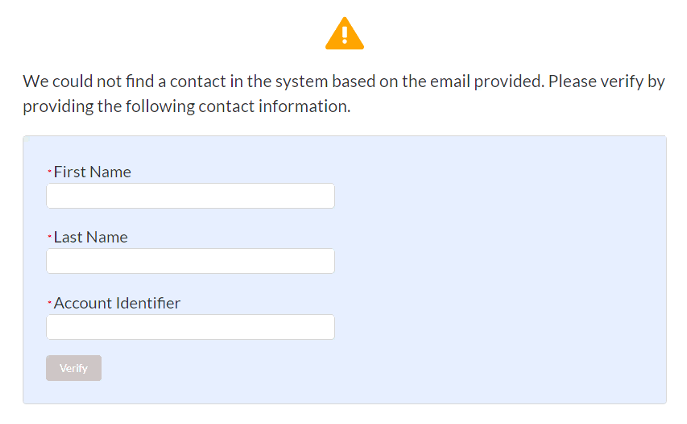 We could not find a contact in the system based on the email provided. Please verify by
providing the following contact information.
*First Name
*Last Name
*Account Identifier
Verify